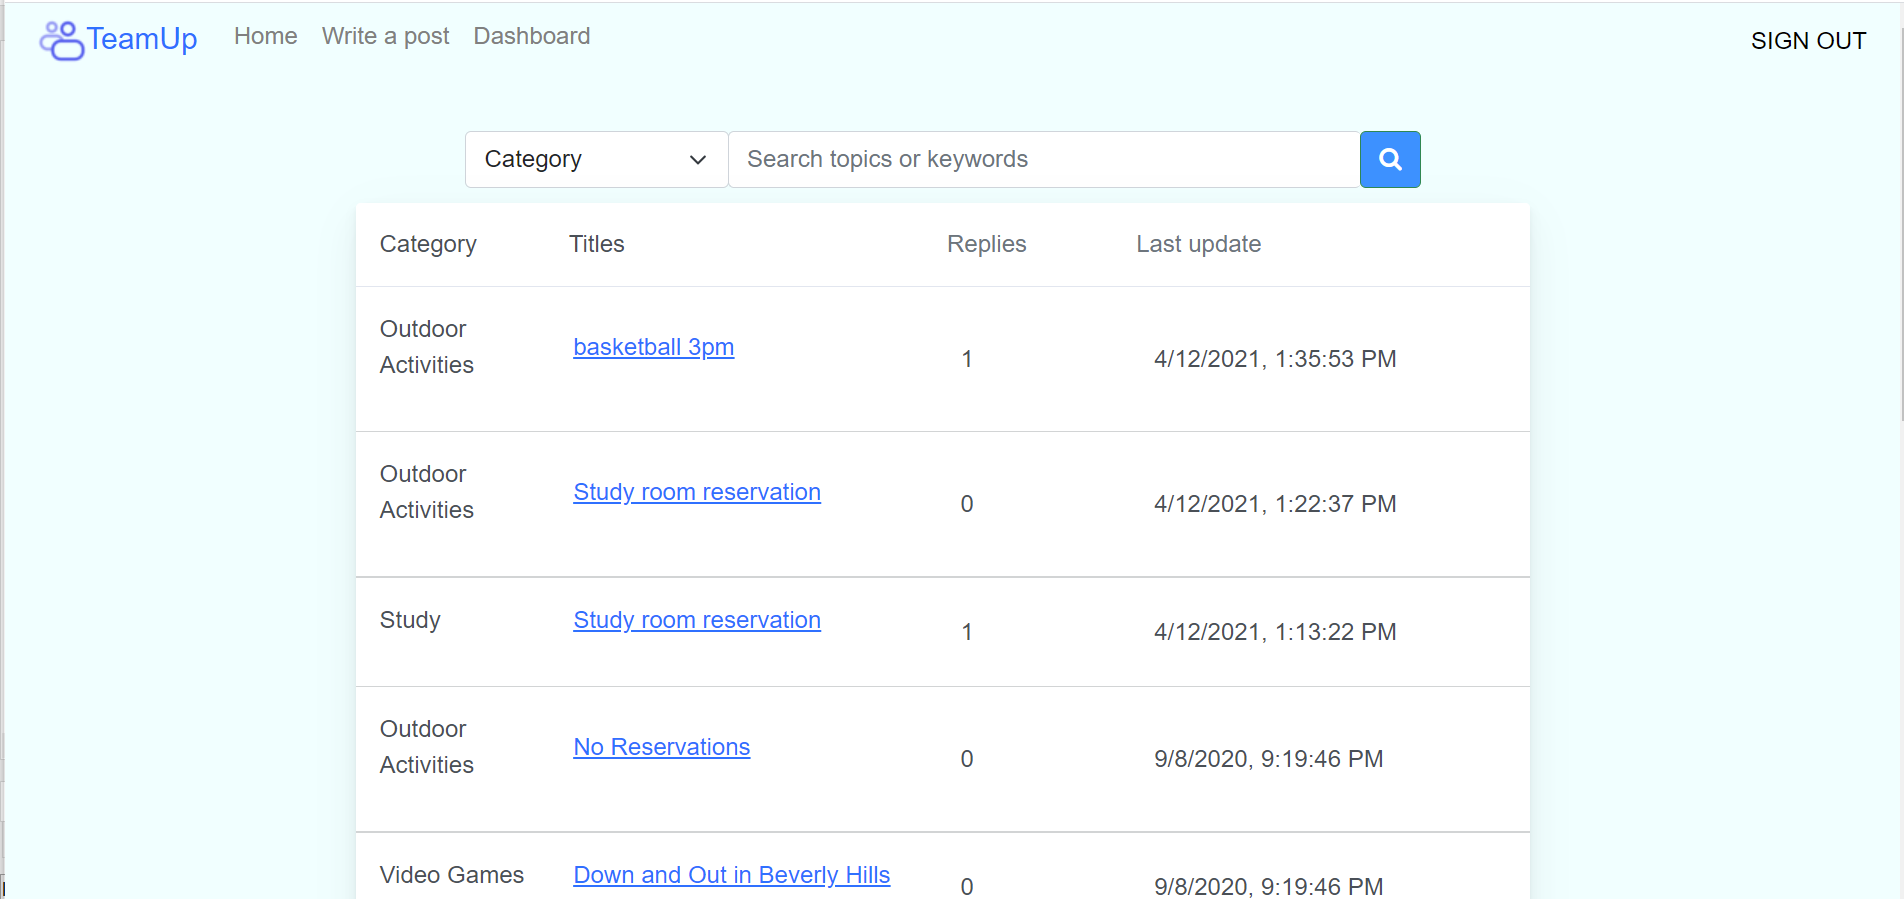 TeamUp Home Write a post Dashboard SIGN OUT
Category Search topics or keywords
Category Titles Replies Last update
Outdoor
Activities
basketball 3pm 1 4/12/2021, 1:35:53 PM
Outdoor
Activities
Study room reservation 0 4/12/2021, 1:22:37 PM
Study Study room reservation 1 4/12/2021, 1:13:22 PM
Outdoor
Activities
No Reservations 0 9/8/2020, 9:19:46 PM
Video Games Down and Out in Beverly Hills 0 9/8/2020, 9:19:46 PM